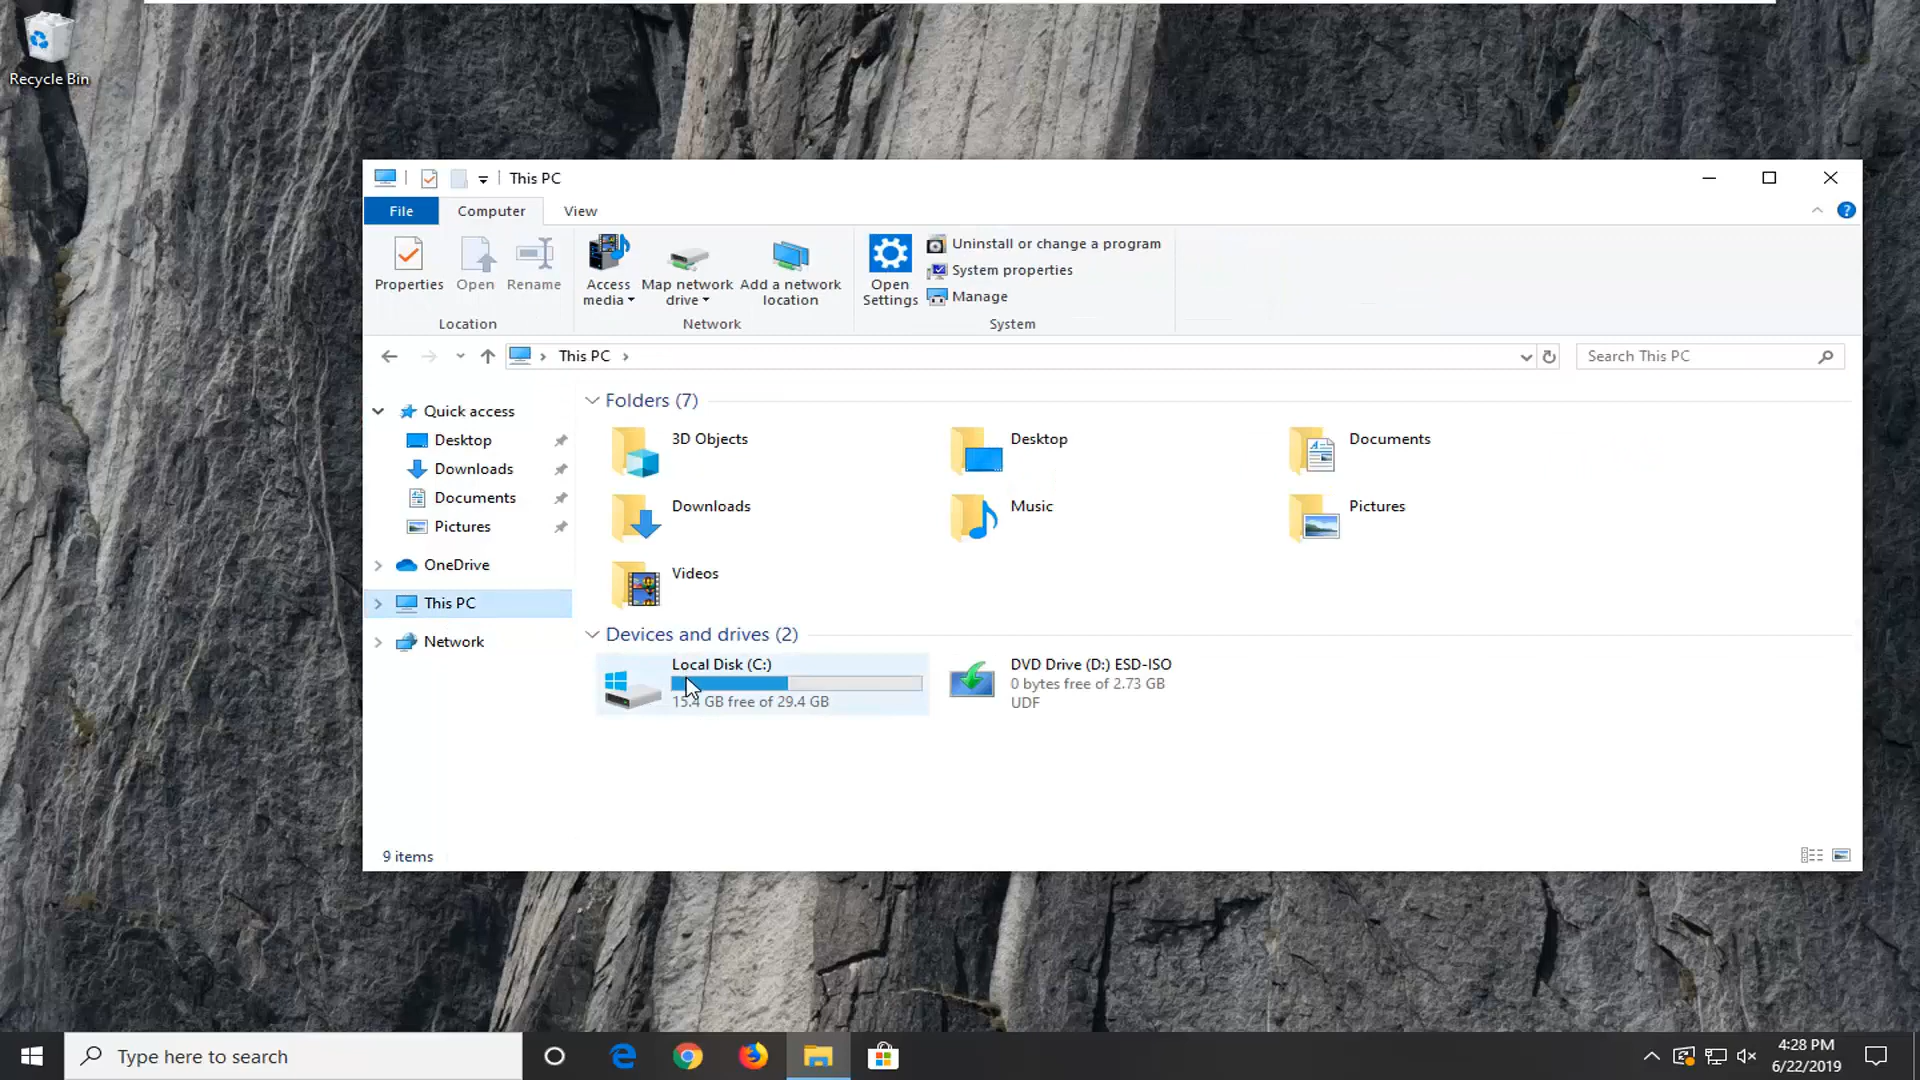 Recycle Bin
This PC
File
Computer
View
Properties
Open
Rename
Access media
Map network drive
Add a network location
Open Settings
Uninstall or change a program
System properties
Manage
Location
Network
System
This PC
Search This PC
Quick access
Desktop
Downloads
Documents
Pictures
OneDrive
This PC
Network
Folders (7)
3D Objects
Desktop
Documents
Downloads
Music
Pictures
Videos
Devices and drives (2)
Local Disk (C:)
15.4 GB free of 29.4 GB
DVD Drive (D:) ESD-ISO
0 bytes free of 2.73 GB
UDF
9 items
Type here to search
4:28 PM
6/22/2019